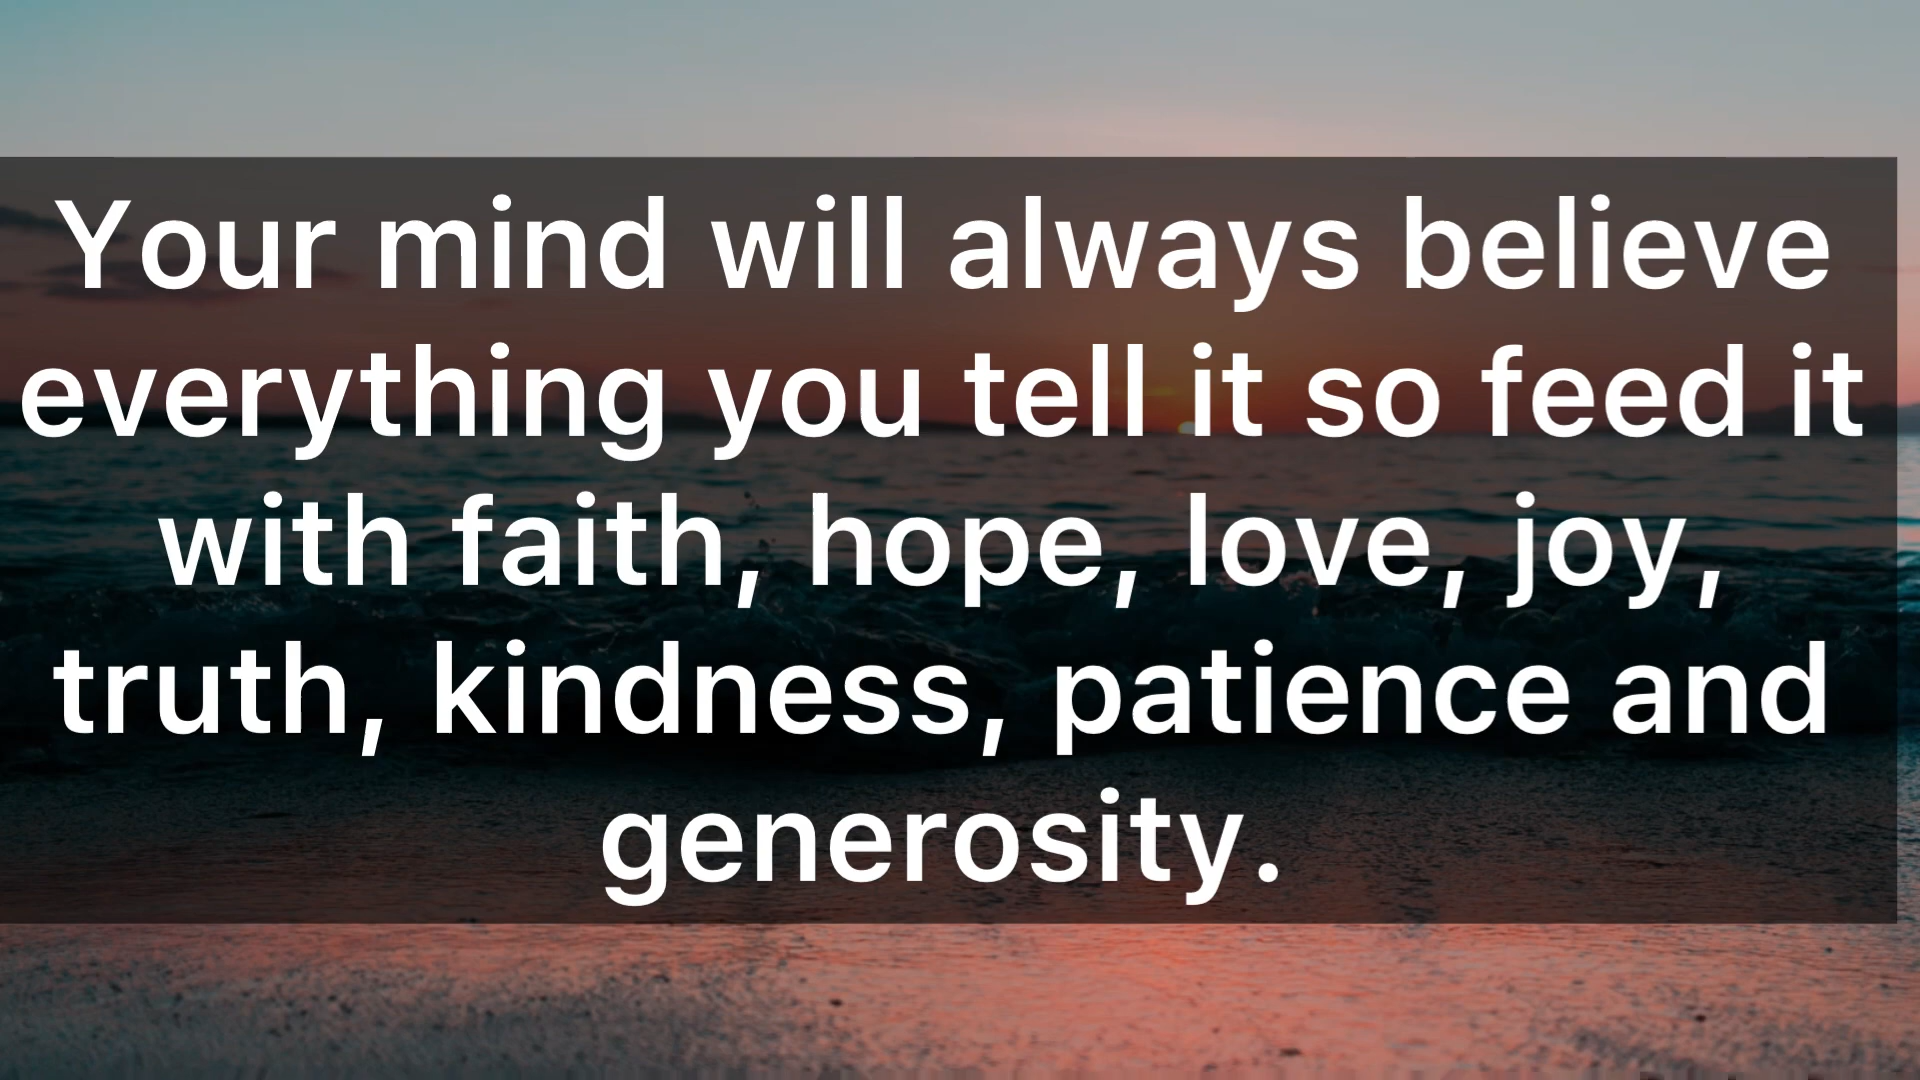 Your mind will always believe
everything you tell it so feed it
with faith, hope, love, joy,
truth, kindness, patience and
generosity.